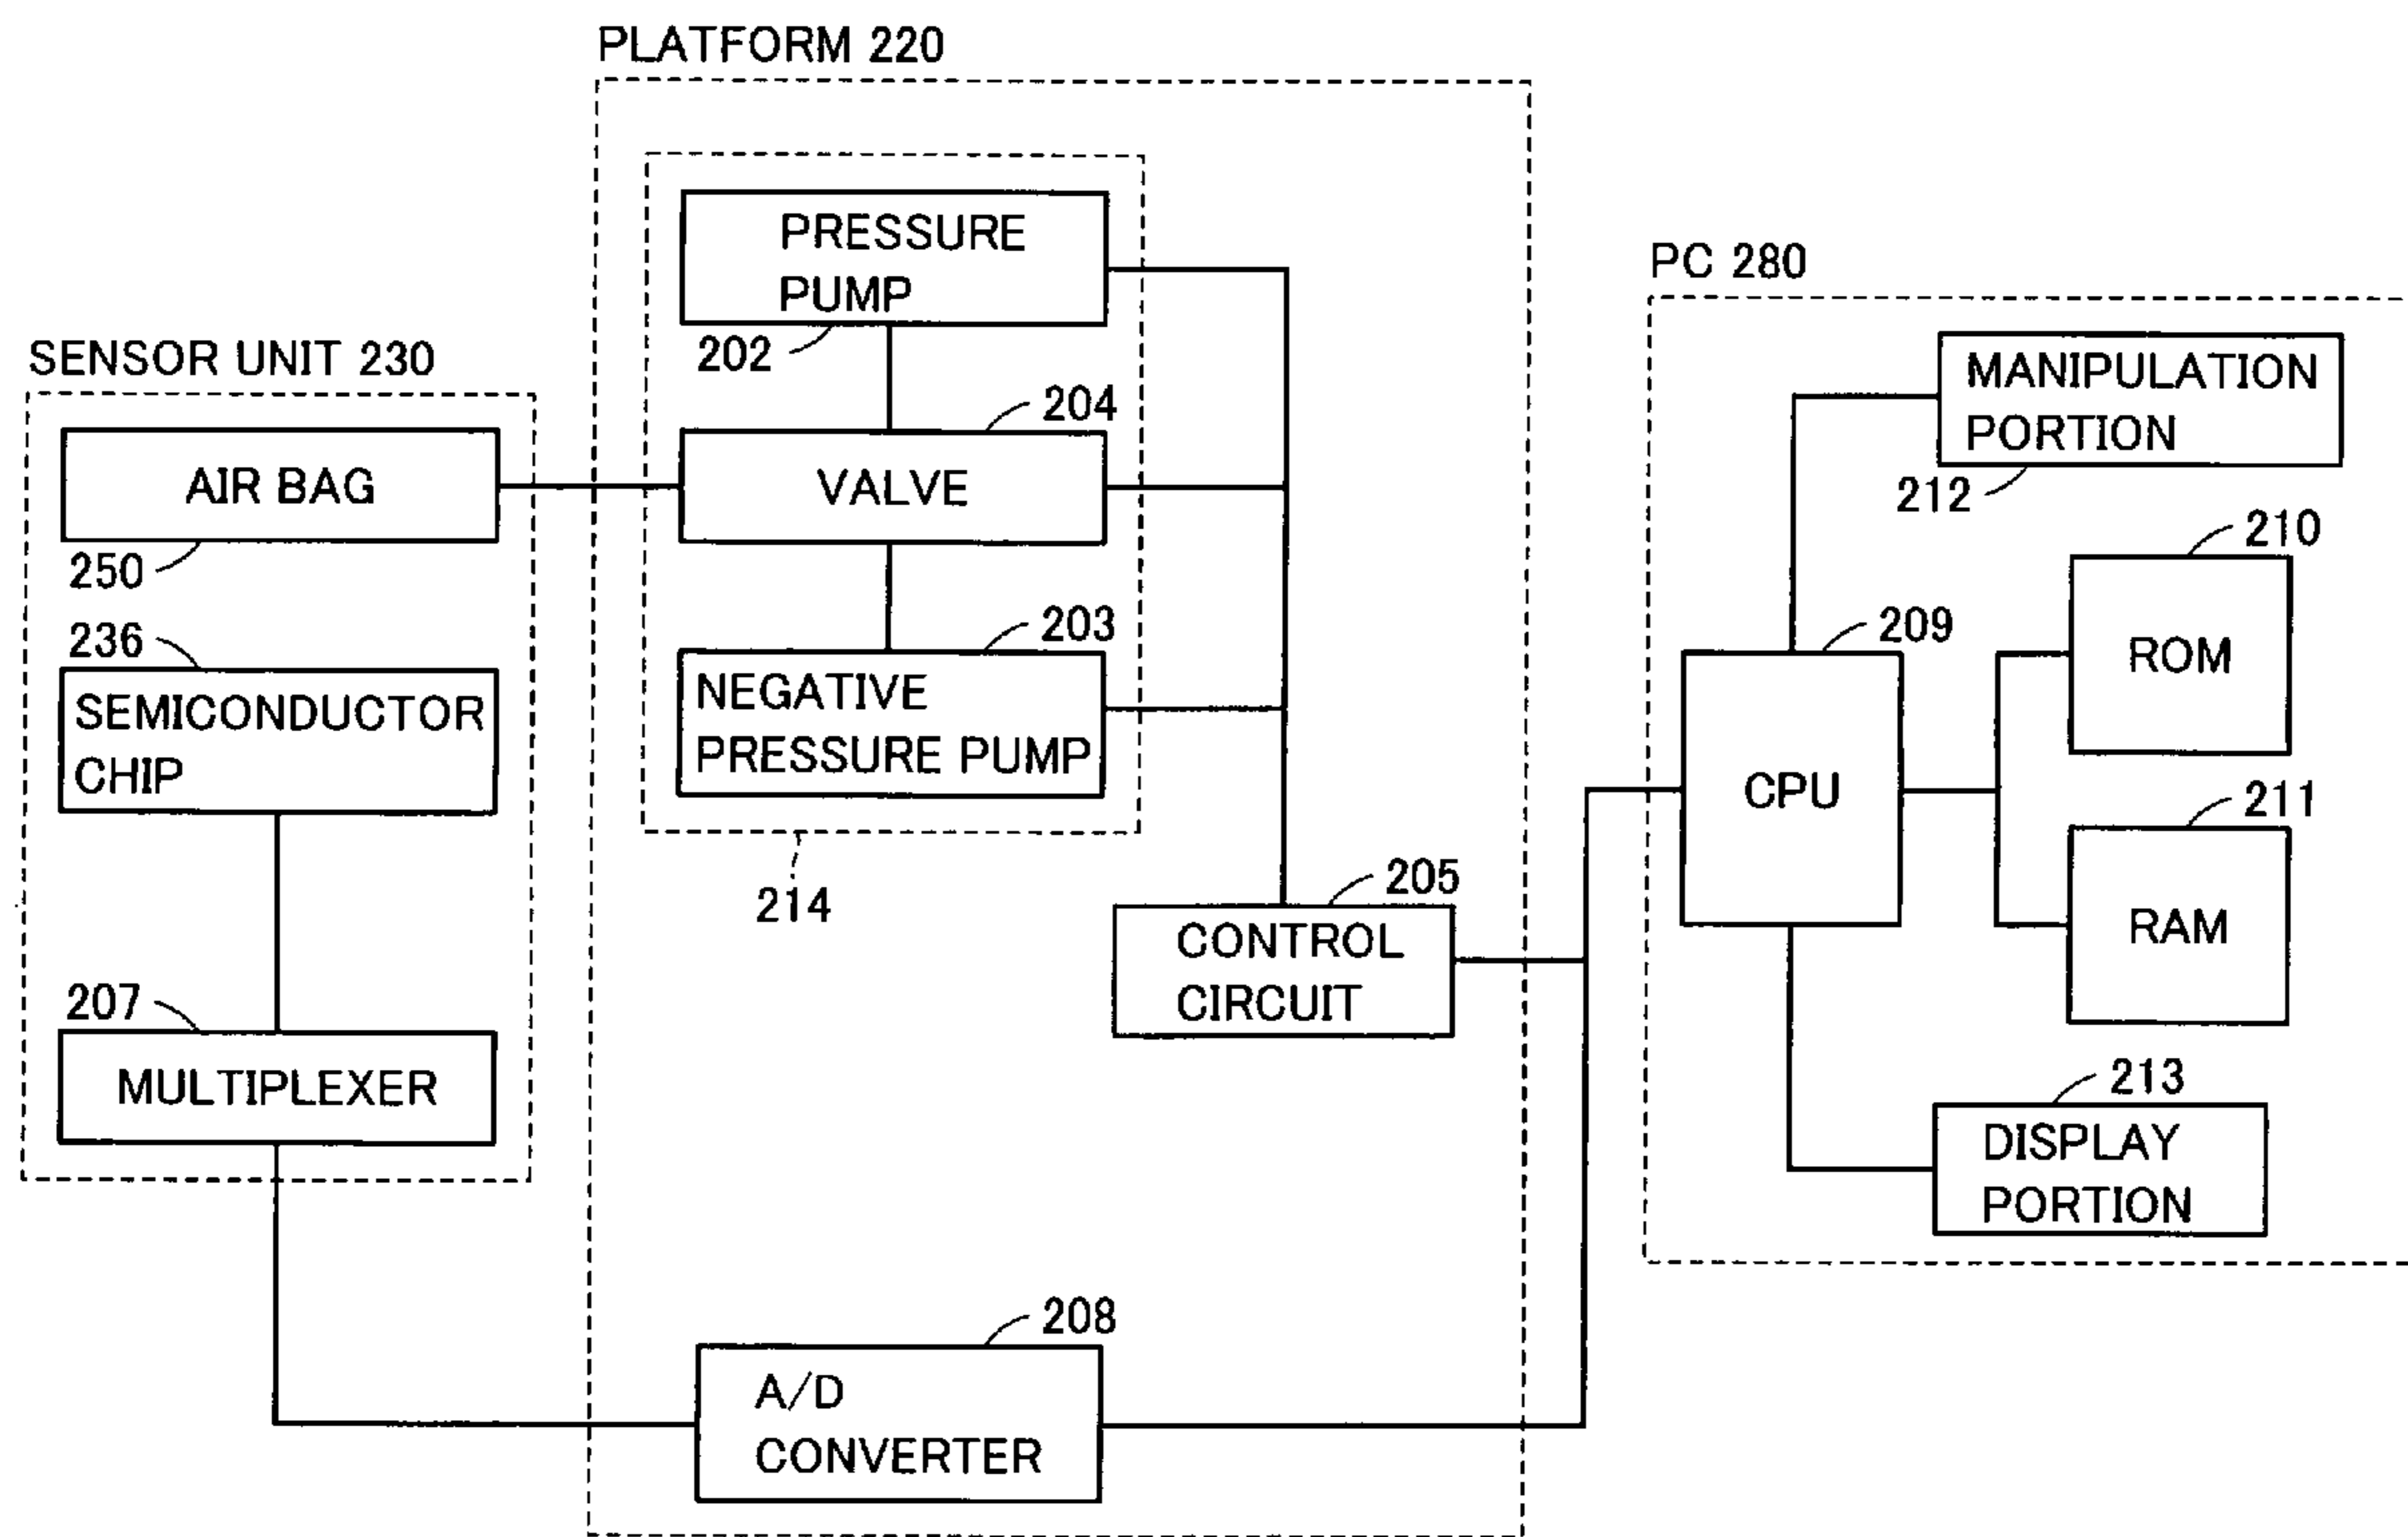 PLATFORM 220
PRESSURE
PUMP
202
204
VALVE
203
NEGATIVE
PRESSURE PUMP
214
205
CONTROL
CIRCUIT
208
A/D
CONVERTER
SENSOR UNIT 230
AIR BAG
250
236
SEMICONDUCTOR
CHIP
207
MULTIPLEXER
PC 280
MANIPULATION
PORTION
212
210
ROM
209
CPU
211
RAM
213
DISPLAY
PORTION